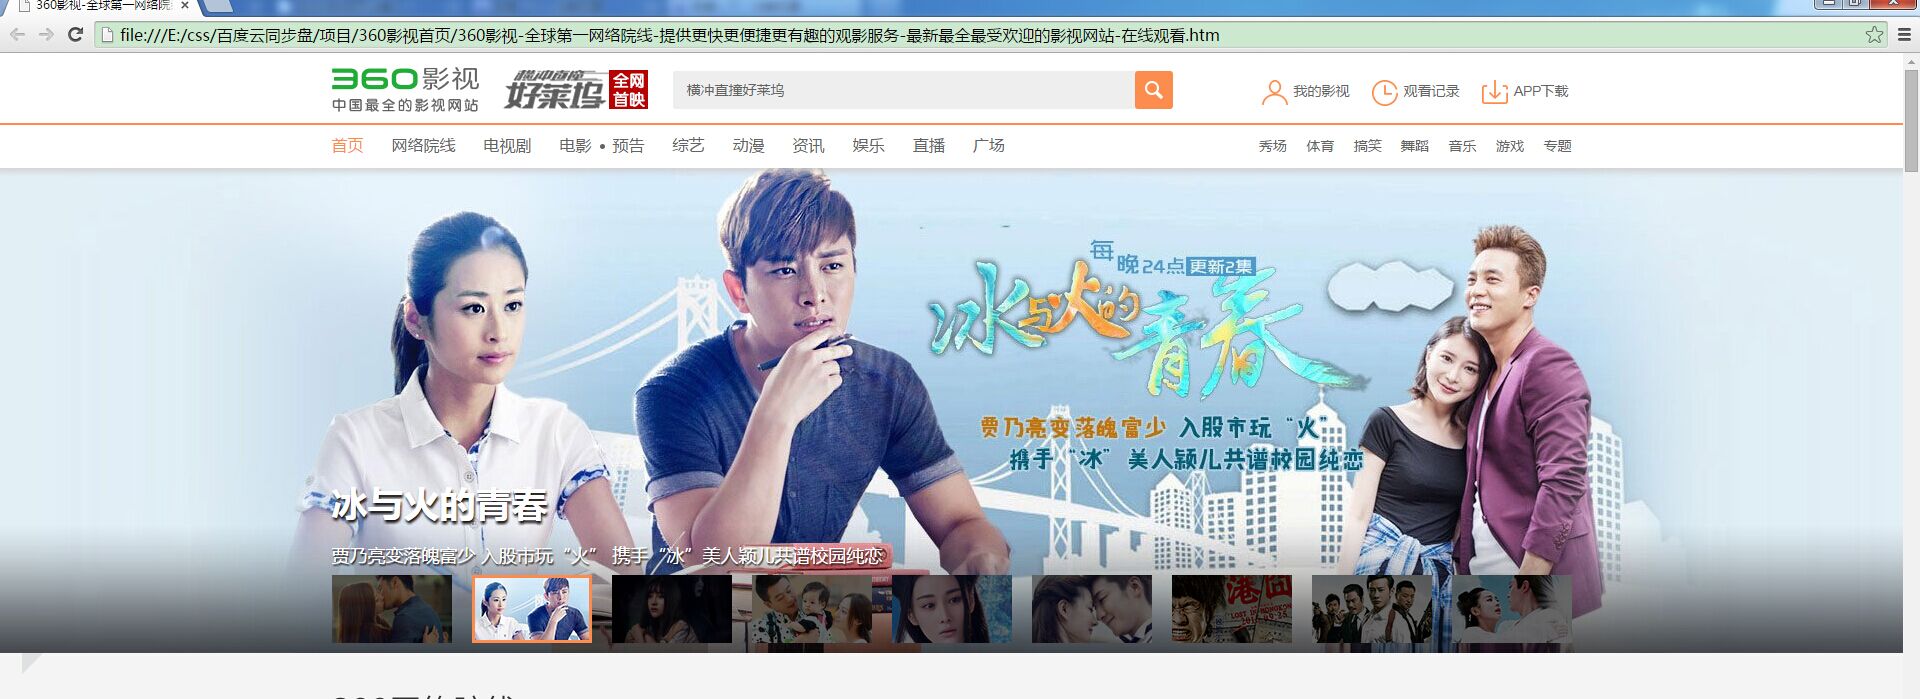 360影视-全球第一网络院
file:///E:/css/百度云同步盘/项目/360影视首页/360影视-全球第一网络院线-提供更快更便捷更有趣的观影服务-最新最全最受欢迎的影视网站-在线观看.htm
360影视
中国最全的影视网站
横冲直撞
好莱坞
全网
首映
横冲直撞好莱坞
我的影视 观看记录 APP下载
首页 网络院线 电视剧 电影 • 预告 综艺 动漫 资讯 娱乐 直播 广场 秀场 体育 搞笑 舞蹈 音乐 游戏 专题
每晚24点更新2集
冰与火的青春
贾乃亮变落魄富少 入股市玩“火”
携手“冰”美人颖儿共谱校园纯恋
冰与火的青春
贾乃亮变落魄富少 入股市玩“火” 携手“冰”美人颖儿共谱校园纯恋
港囧
LOST IN HONGKONG